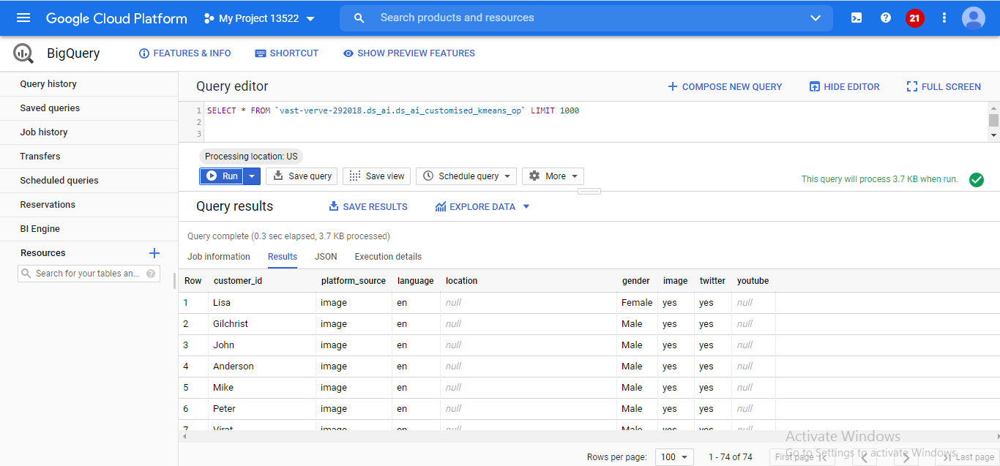 Google Cloud Platform My Project 13522 Search products and resources 21
BigQuery FEATURES & INFO SHORTCUT SHOW PREVIEW FEATURES
Query history
Saved queries
Job history
Transfers
Scheduled queries
Reservations
BI Engine
Resources
Search for your tables an...
Query editor COMPOSE NEW QUERY HIDE EDITOR FULL SCREEN
1 SELECT * FROM `vast-verve-292018.ds_ai.ds_ai_customised_kmeans_op` LIMIT 1000
2
3
Processing location: US
Run Save query Save view Schedule query More This query will process 3.7 KB when run.
Query results SAVE RESULTS EXPLORE DATA
Query complete (0.3 sec elapsed, 3.7 KB processed)
Job information Results JSON Execution details
Row customer_id platform_source language location gender image twitter youtube
1 Lisa image en null Female yes yes null
2 Gilchrist image en null Male yes yes null
3 John image en null Male yes yes null
4 Anderson image en null Male yes yes null
5 Mike image en null Male yes yes null
6 Peter image en null Male yes yes null
7 Virat image en null Male yes yes null
Activate Windows
Go to Settings to activate Windows.
Rows per page: 100 1 - 74 of 74 First page Last page